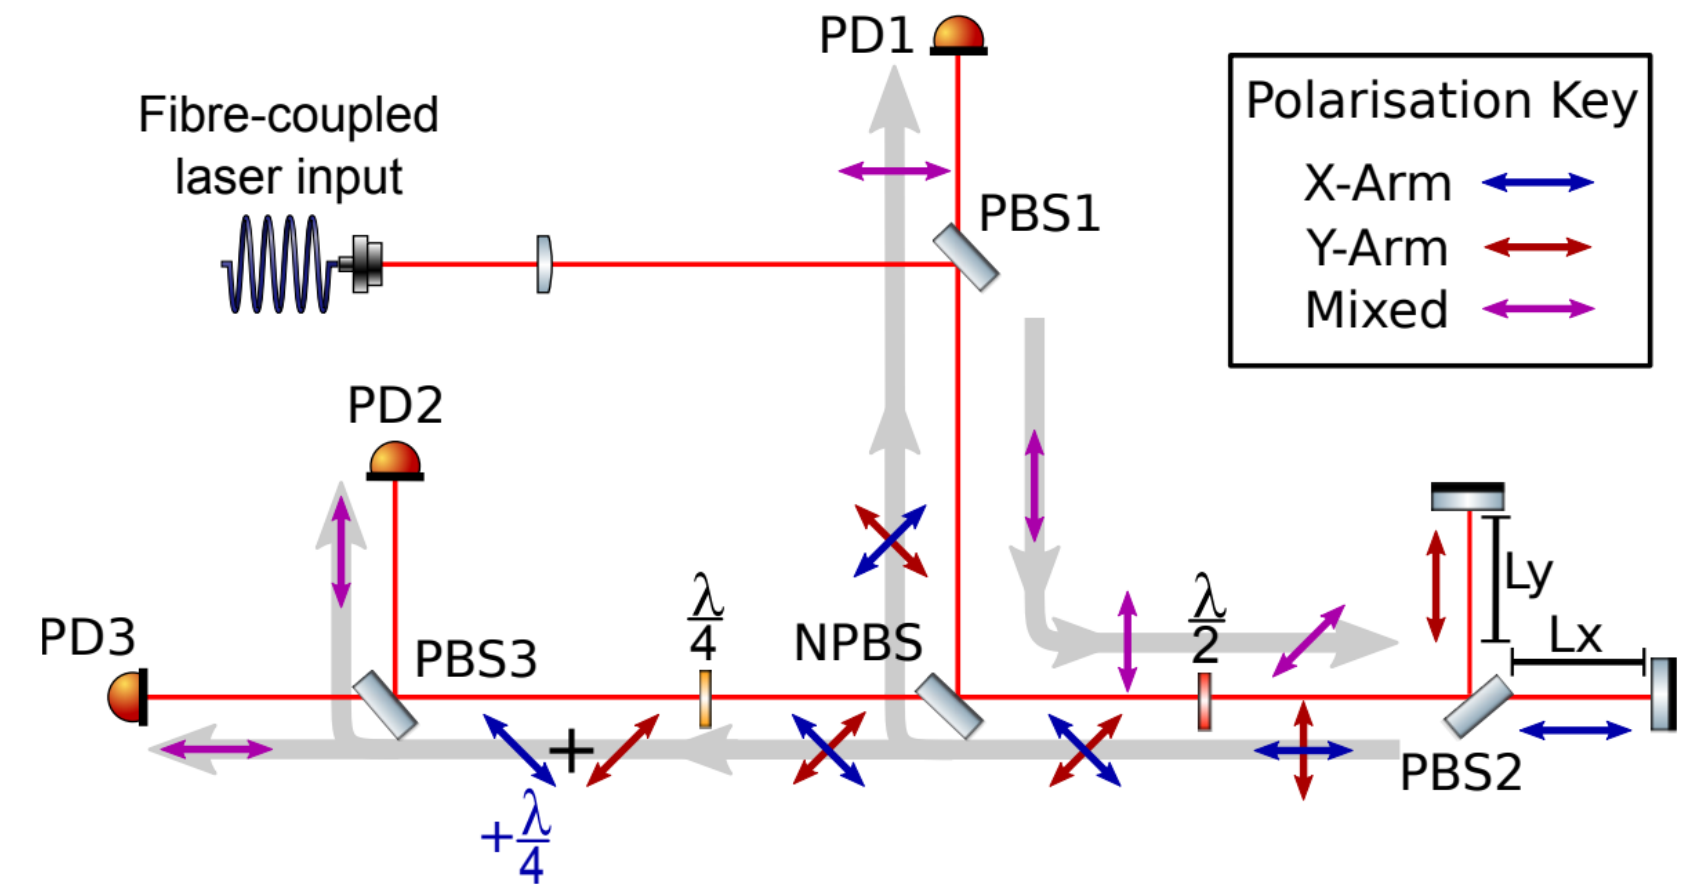 PD1
Fibre-coupled
laser input
Polarisation Key
X-Arm
Y-Arm
Mixed
PBS1
PD2
PD3
PBS3
λ
4
NPBS
λ
2
Ly
Lx
PBS2
+
+λ
4